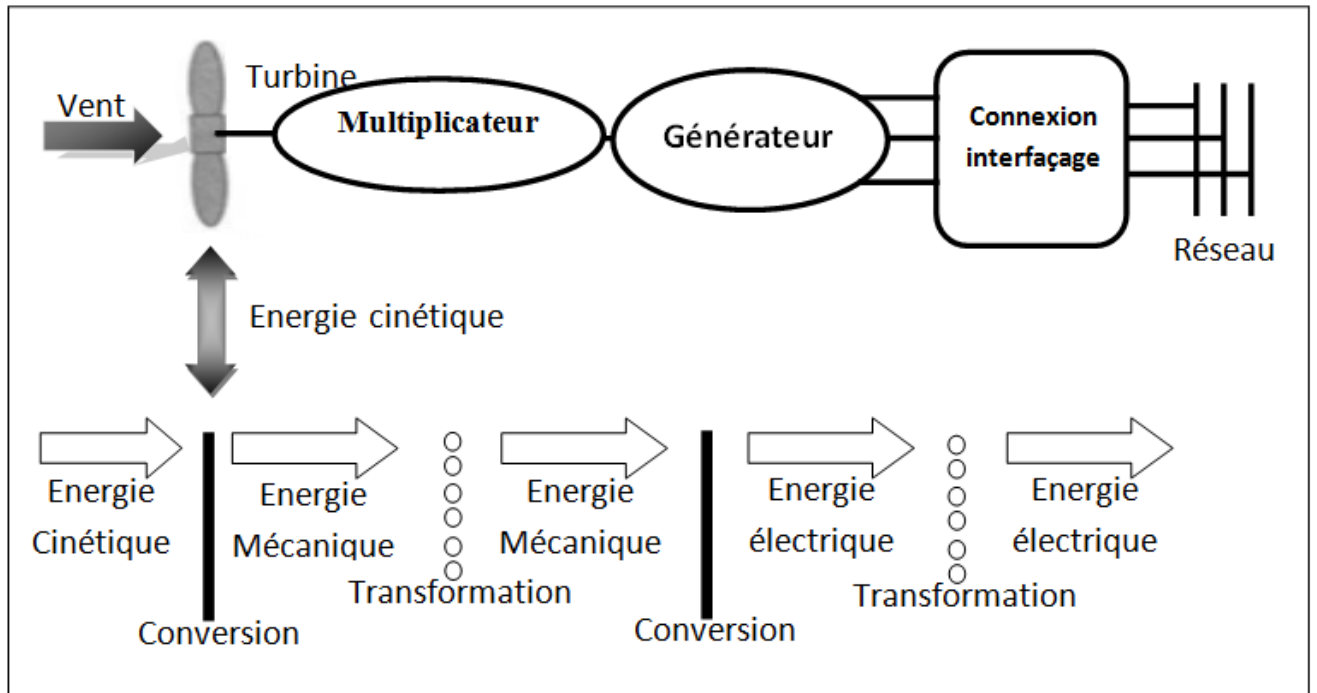 Vent
Turbine
Multiplicateur
Générateur
Connexion
interfaçage
Réseau
Energie cinétique
Energie
Cinétique
Energie
Mécanique
Energie
Mécanique
Energie
électrique
Energie
électrique
Transformation
Transformation
Conversion
Conversion